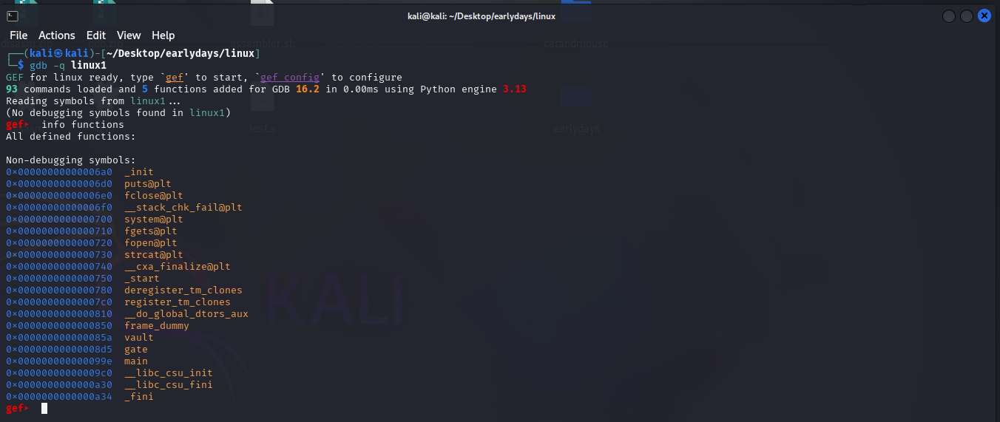 kali@kali: ~/Desktop/earlydays/linux
File Actions Edit View Help
┌──(kali㉿kali)-[~/Desktop/earlydays/linux]
└─$ gdb -q linux1
GEF for linux ready, type `gef' to start, `gef config' to configure
93 commands loaded and 5 functions added for GDB 16.2 in 0.00ms using Python engine 3.13
Reading symbols from linux1...
(No debugging symbols found in linux1)
gef➤  info functions
All defined functions:

Non-debugging symbols:
0x00000000000006a0  _init
0x00000000000006d0  puts@plt
0x00000000000006e0  fclose@plt
0x00000000000006f0  __stack_chk_fail@plt
0x0000000000000700  system@plt
0x0000000000000710  fgets@plt
0x0000000000000720  fopen@plt
0x0000000000000730  strcat@plt
0x0000000000000740  __cxa_finalize@plt
0x0000000000000750  _start
0x0000000000000780  deregister_tm_clones
0x00000000000007c0  register_tm_clones
0x0000000000000810  __do_global_dtors_aux
0x0000000000000850  frame_dummy
0x000000000000085a  vault
0x00000000000008d5  gate
0x000000000000099e  main
0x00000000000009c0  __libc_csu_init
0x0000000000000a30  __libc_csu_fini
0x0000000000000a34  _fini
gef➤
assembler.sh
catandmouse
test.s
earlydays
KALI